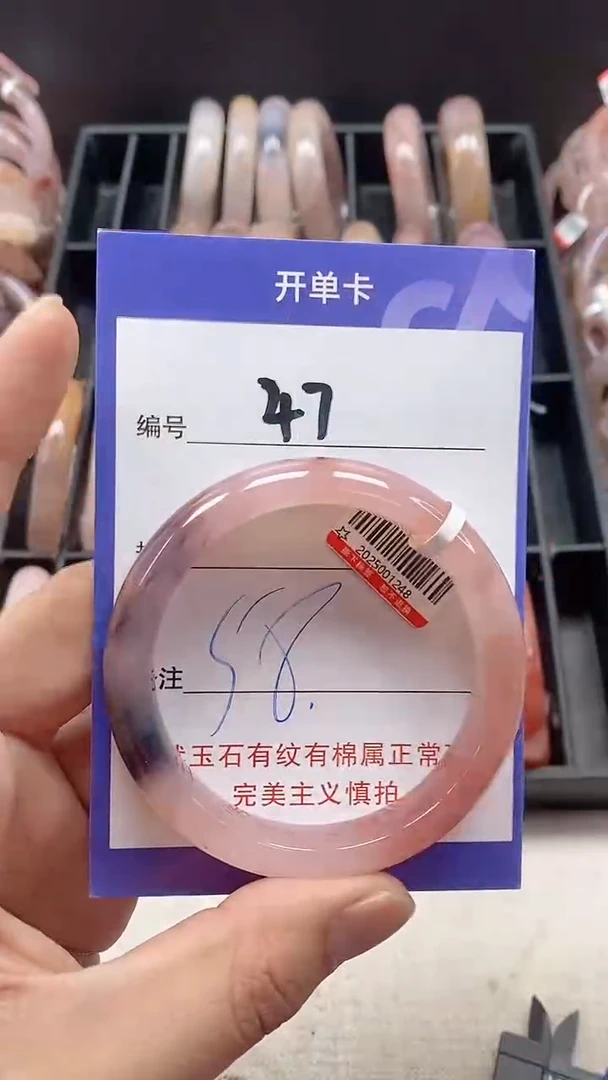 开单卡
编号 47
2025001248
注 58.
玉石有纹有棉属正常
完美主义慎拍